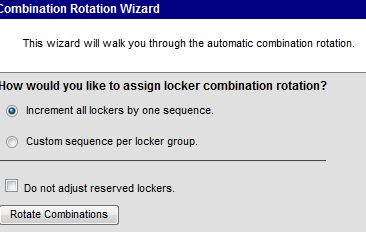 Combination Rotation Wizard
This wizard will walk you through the automatic combination rotation.
How would you like to assign locker combination rotation?
Increment all lockers by one sequence.
Custom sequence per locker group.
Do not adjust reserved lockers.
Rotate Combinations